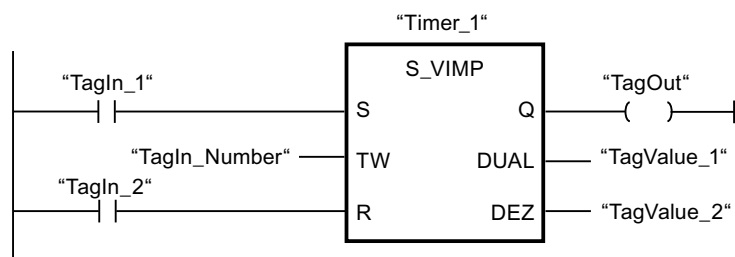 “Timer_1“
S_VIMP
“TagIn_1“
“TagOut“
S
Q
“TagIn_Number“
TW
DUAL
“TagValue_1“
“TagIn_2“
R
DEZ
“TagValue_2“